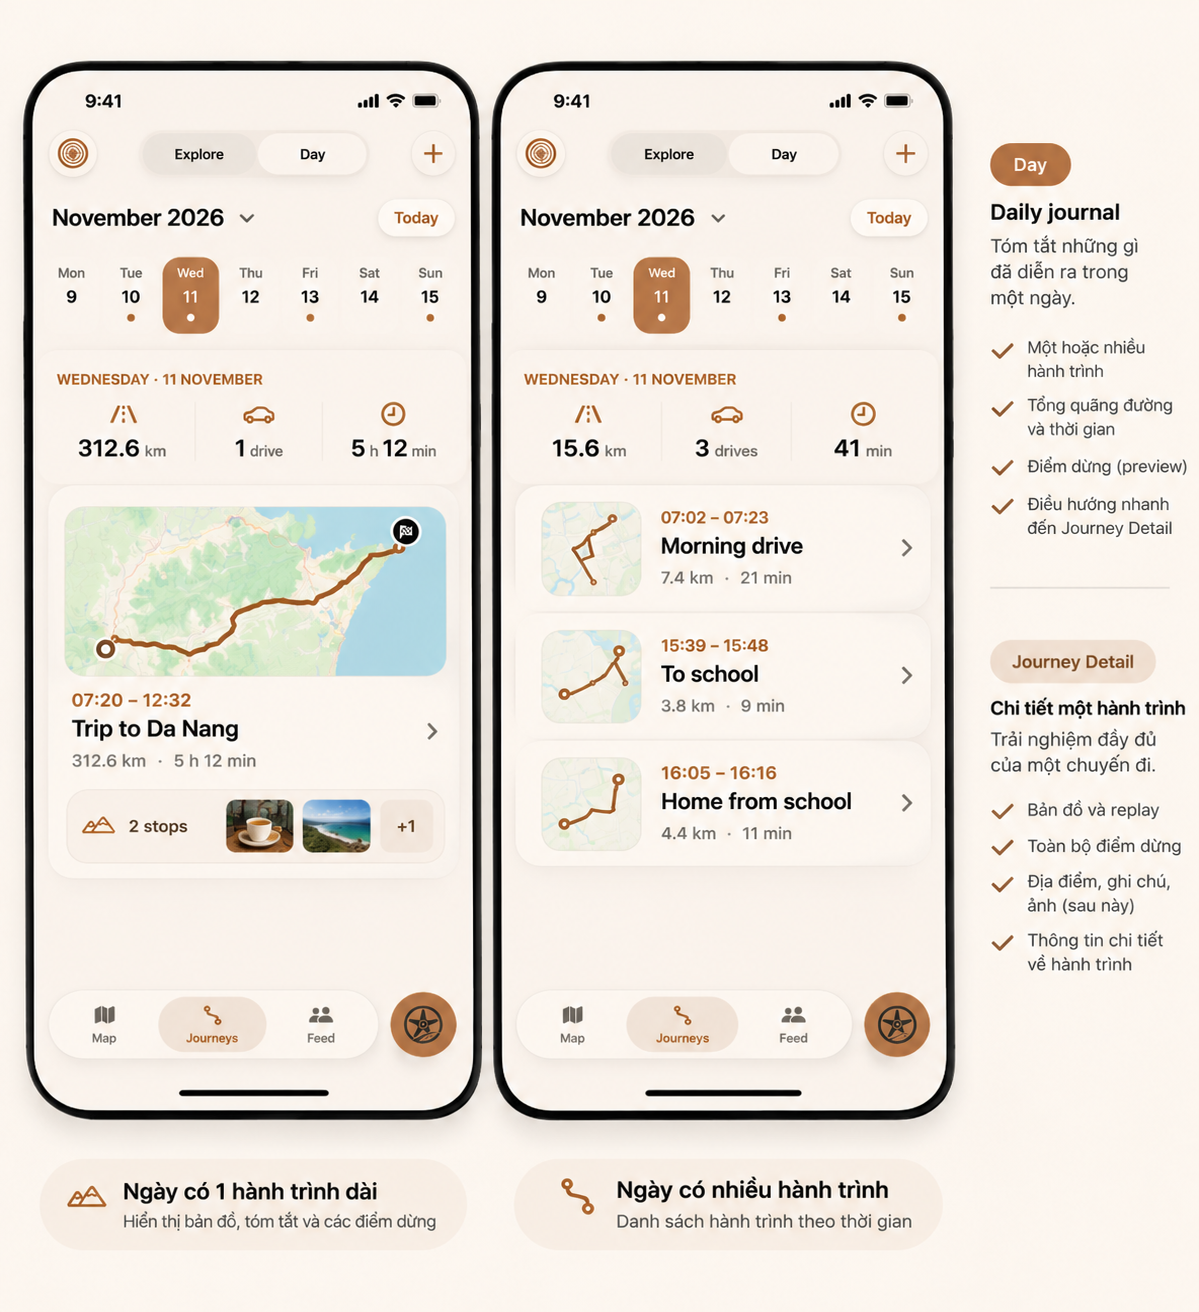 9:41
Explore
Day
November 2026
Today
Mon
Tue
Wed
Thu
Fri
Sat
Sun
9
10
11
12
13
14
15
WEDNESDAY · 11 NOVEMBER
312.6 km
1 drive
5 h 12 min
07:20 – 12:32
Trip to Da Nang
312.6 km · 5 h 12 min
2 stops
+1
Map
Journeys
Feed
Ngày có 1 hành trình dài
Hiển thị bản đồ, tóm tắt và các điểm dừng
9:41
Explore
Day
November 2026
Today
Mon
Tue
Wed
Thu
Fri
Sat
Sun
9
10
11
12
13
14
15
WEDNESDAY · 11 NOVEMBER
15.6 km
3 drives
41 min
07:02 – 07:23
Morning drive
7.4 km · 21 min
15:39 – 15:48
To school
3.8 km · 9 min
16:05 – 16:16
Home from school
4.4 km · 11 min
Map
Journeys
Feed
Ngày có nhiều hành trình
Danh sách hành trình theo thời gian
Day
Daily journal
Tóm tắt những gì
đã diễn ra trong
một ngày.
Một hoặc nhiều
hành trình
Tổng quãng đường
và thời gian
Điểm dừng (preview)
Điều hướng nhanh
đến Journey Detail
Journey Detail
Chi tiết một hành trình
Trải nghiệm đầy đủ
của một chuyến đi.
Bản đồ và replay
Toàn bộ điểm dừng
Địa điểm, ghi chú,
ảnh (sau này)
Thông tin chi tiết
về hành trình